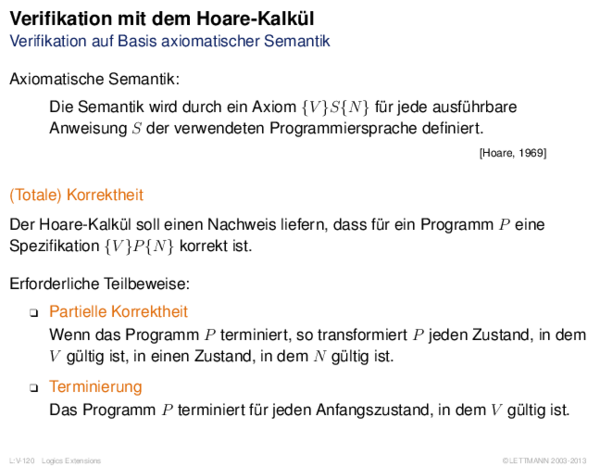 Verifikation mit dem Hoare-Kalkül
Verifikation auf Basis axiomatischer Semantik
Axiomatische Semantik:
Die Semantik wird durch ein Axiom {V}S{N} für jede ausführbare
Anweisung S der verwendeten Programmiersprache definiert.
[Hoare, 1969]
(Totale) Korrektheit
Der Hoare-Kalkül soll einen Nachweis liefern, dass für ein Programm P eine
Spezifikation {V}P{N} korrekt ist.
Erforderliche Teilbeweise:
❑ Partielle Korrektheit
Wenn das Programm P terminiert, so transformiert P jeden Zustand, in dem
V gültig ist, in einen Zustand, in dem N gültig ist.
❑ Terminierung
Das Programm P terminiert für jeden Anfangszustand, in dem V gültig ist.
L:V-120 Logics Extensions ©LETTMANN 2003-2013